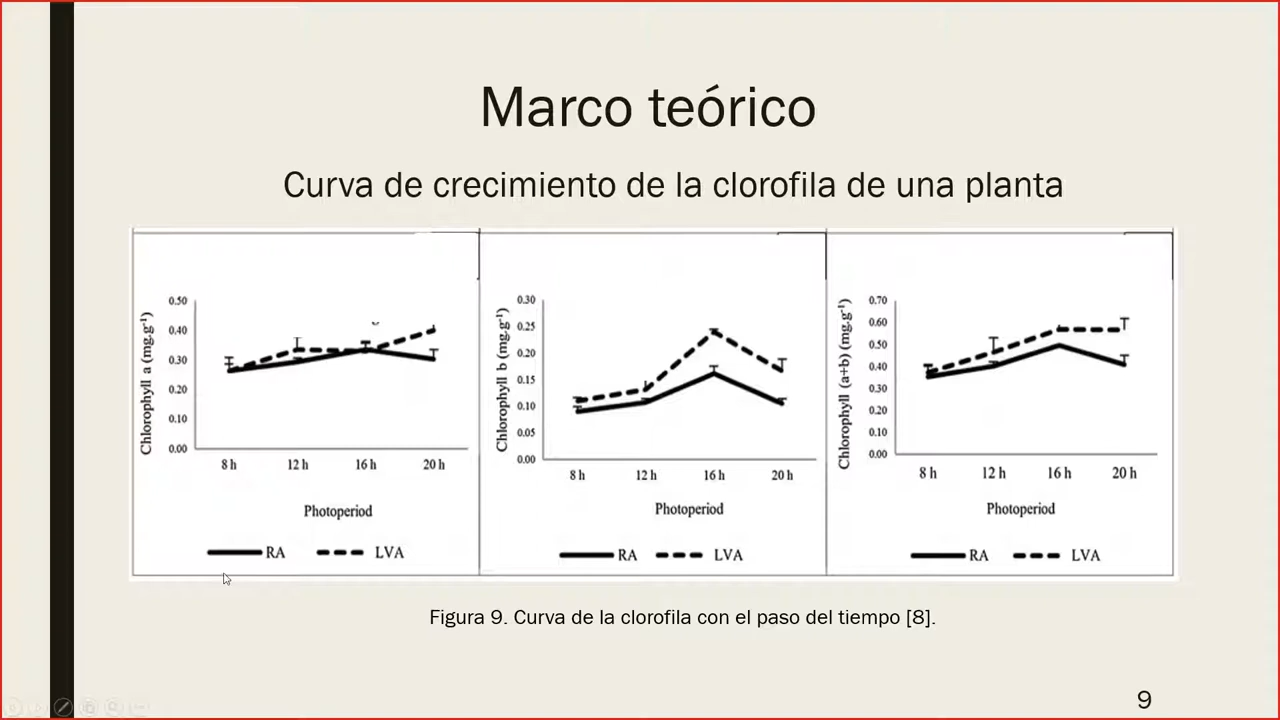 Marco teórico
Curva de crecimiento de la clorofila de una planta
Chlorophyll a (mg.g⁻¹)
0.50
0.40
0.30
0.20
0.10
0.00
8 h 12 h 16 h 20 h
Photoperiod
RA LVA
Chlorophyll b (mg.g⁻¹)
0.30
0.25
0.20
0.15
0.10
0.05
0.00
8 h 12 h 16 h 20 h
Photoperiod
RA LVA
Chlorophyll (a+b) (mg.g⁻¹)
0.70
0.60
0.50
0.40
0.30
0.20
0.10
0.00
8 h 12 h 16 h 20 h
Photoperiod
RA LVA
Figura 9. Curva de la clorofila con el paso del tiempo [8].
9